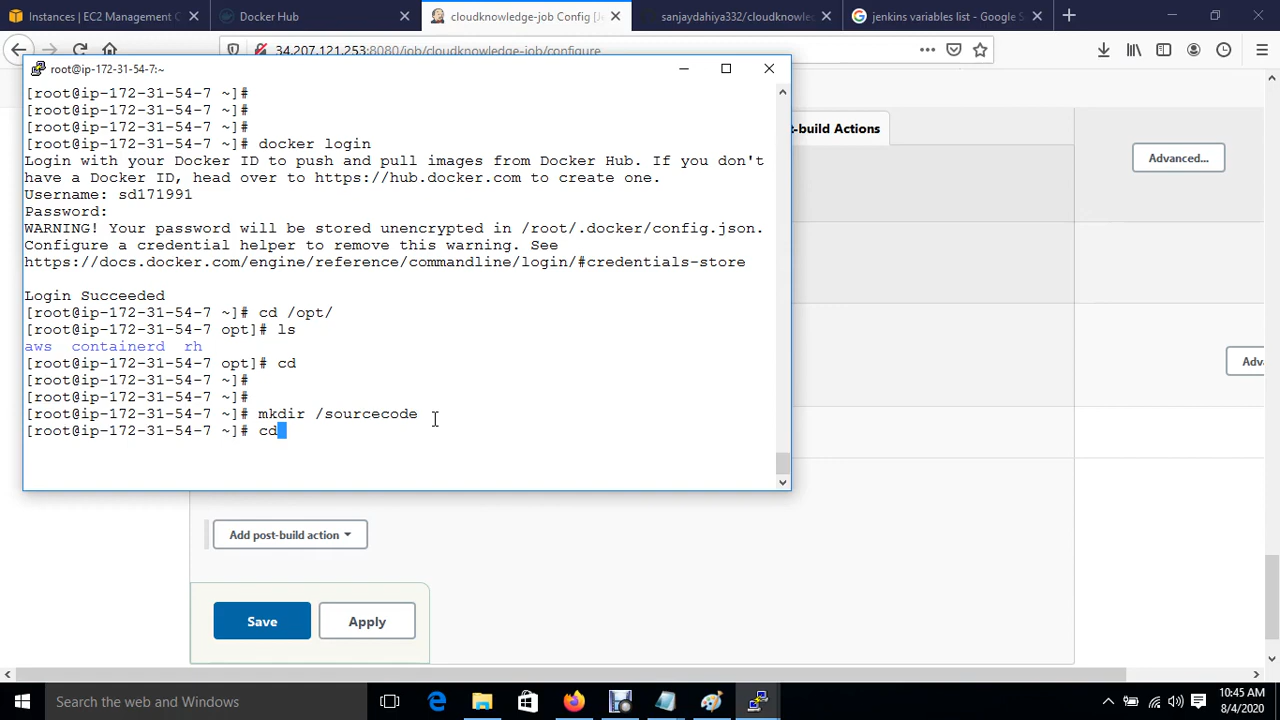 Instances | EC2 Management C
Docker Hub
cloudknowledge-job Config [Je
sanjaydahiya332/cloudknowle
jenkins variables list - Google S
34.207.121.253:8080/job/cloudknowledge-job/configure
root@ip-172-31-54-7:~
[root@ip-172-31-54-7 ~]#
[root@ip-172-31-54-7 ~]#
[root@ip-172-31-54-7 ~]#
[root@ip-172-31-54-7 ~]# docker login
Login with your Docker ID to push and pull images from Docker Hub. If you don't
have a Docker ID, head over to https://hub.docker.com to create one.
Username: sd171991
Password:
WARNING! Your password will be stored unencrypted in /root/.docker/config.json.
Configure a credential helper to remove this warning. See
https://docs.docker.com/engine/reference/commandline/login/#credentials-store
Login Succeeded
[root@ip-172-31-54-7 ~]# cd /opt/
[root@ip-172-31-54-7 opt]# ls
aws  containerd  rh
[root@ip-172-31-54-7 opt]# cd
[root@ip-172-31-54-7 ~]#
[root@ip-172-31-54-7 ~]#
[root@ip-172-31-54-7 ~]# mkdir /sourcecode
[root@ip-172-31-54-7 ~]# cd
t-build Actions
Advanced...
Adv
Add post-build action
Save
Apply
Search the web and Windows
10:45 AM
8/4/2020